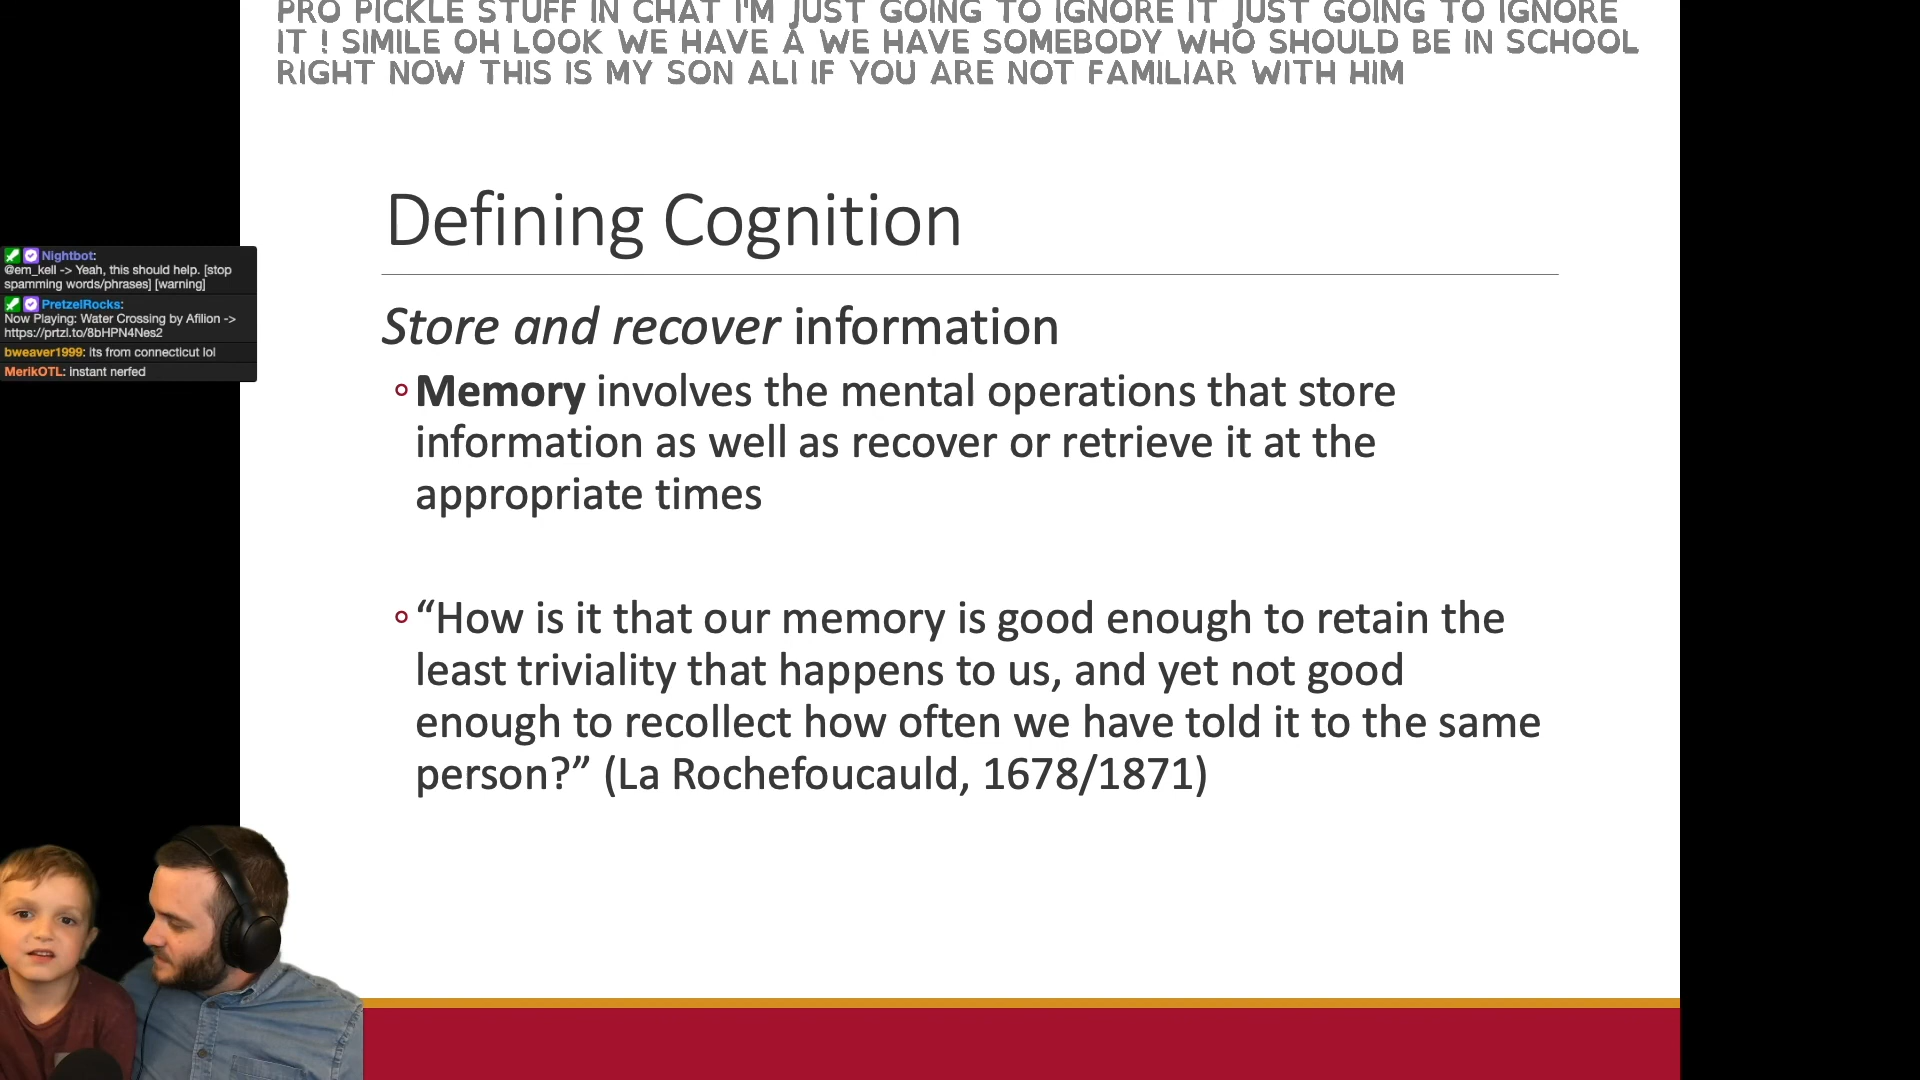 PRO PICKLE STUFF IN CHAT I'M JUST GOING TO IGNORE IT JUST GOING TO IGNORE
IT ! SIMILE OH LOOK WE HAVE A WE HAVE SOMEBODY WHO SHOULD BE IN SCHOOL
RIGHT NOW THIS IS MY SON ALI IF YOU ARE NOT FAMILIAR WITH HIM
Defining Cognition
Nightbot:
@em_kell -> Yeah, this should help. [stop
spamming words/phrases] [warning]
PretzelRocks:
Now Playing: Water Crossing by Afilion ->
https://prtzl.to/8bHPN4Nes2
bweaver1999: its from connecticut lol
MerikOTL: instant nerfed
Store and recover information
Memory involves the mental operations that store
information as well as recover or retrieve it at the
appropriate times
“How is it that our memory is good enough to retain the
least triviality that happens to us, and yet not good
enough to recollect how often we have told it to the same
person?” (La Rochefoucauld, 1678/1871)